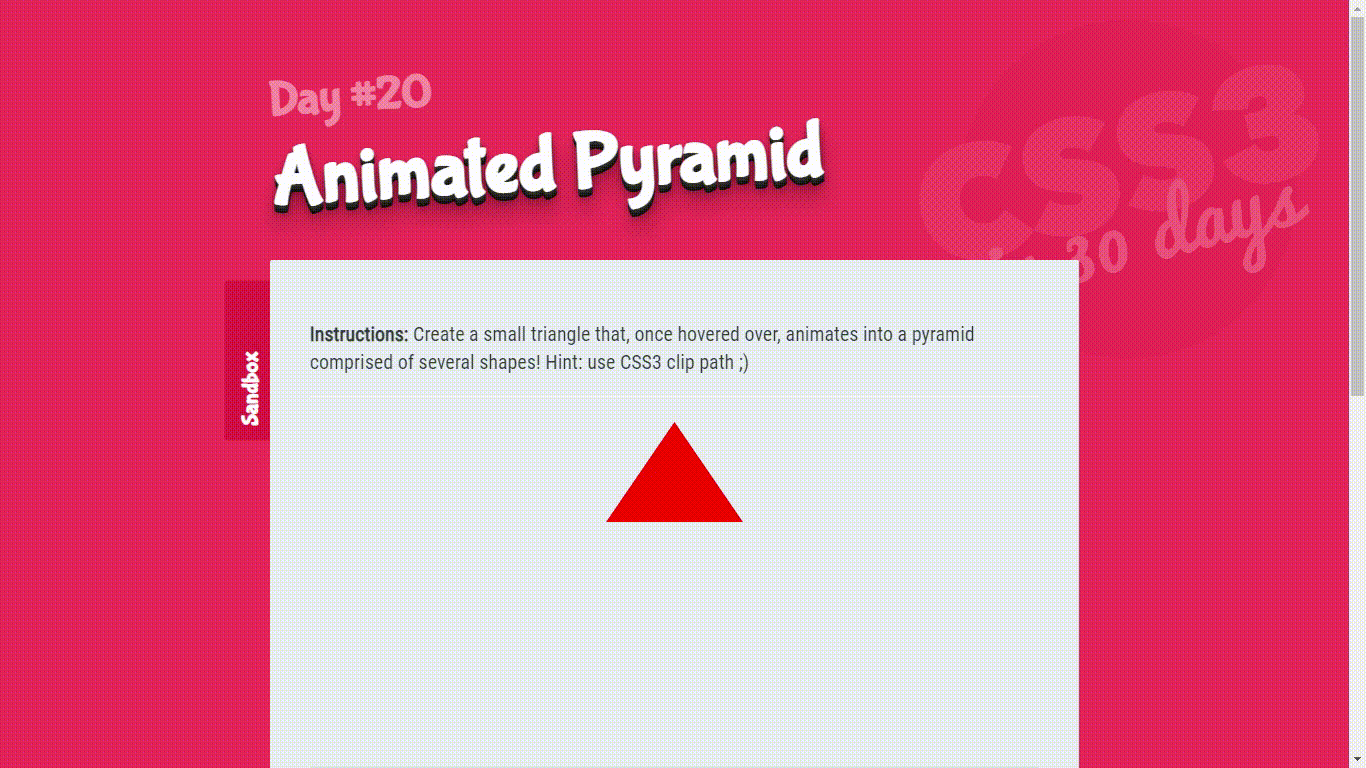 Day #20
Animated Pyramid
CSS3
30 days
Sandbox
Instructions: Create a small triangle that, once hovered over, animates into a pyramid
comprised of several shapes! Hint: use CSS3 clip path ;)